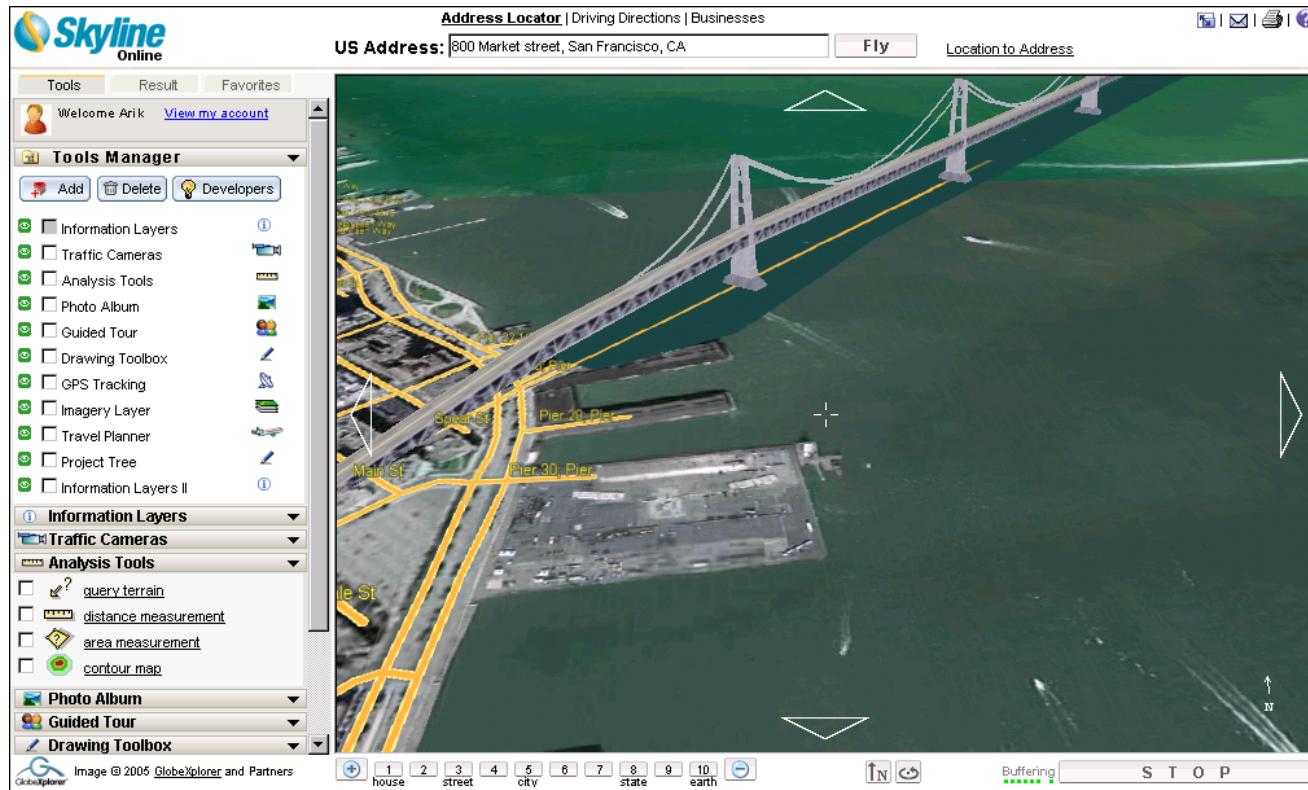 Skyline
Online
Address Locator | Driving Directions | Businesses
US Address: 800 Market street, San Francisco, CA Fly Location to Address
Tools Result Favorites
Welcome Arik View my account
Tools Manager
Add Delete Developers
Information Layers
Traffic Cameras
Analysis Tools
Photo Album
Guided Tour
Drawing Toolbox
GPS Tracking
Imagery Layer
Travel Planner
Project Tree
Information Layers II
Information Layers
Traffic Cameras
Analysis Tools
query terrain
distance measurement
area measurement
contour map
Photo Album
Guided Tour
Drawing Toolbox
Way
Spear St
Pier 28, Pier
Main St
Pier 30, Pier
le St
N
GlobeXplorer
Image © 2005 GlobeXplorer and Partners
1 2 3 4 5 6 7 8 9 10
house street city state earth
N
Buffering STOP